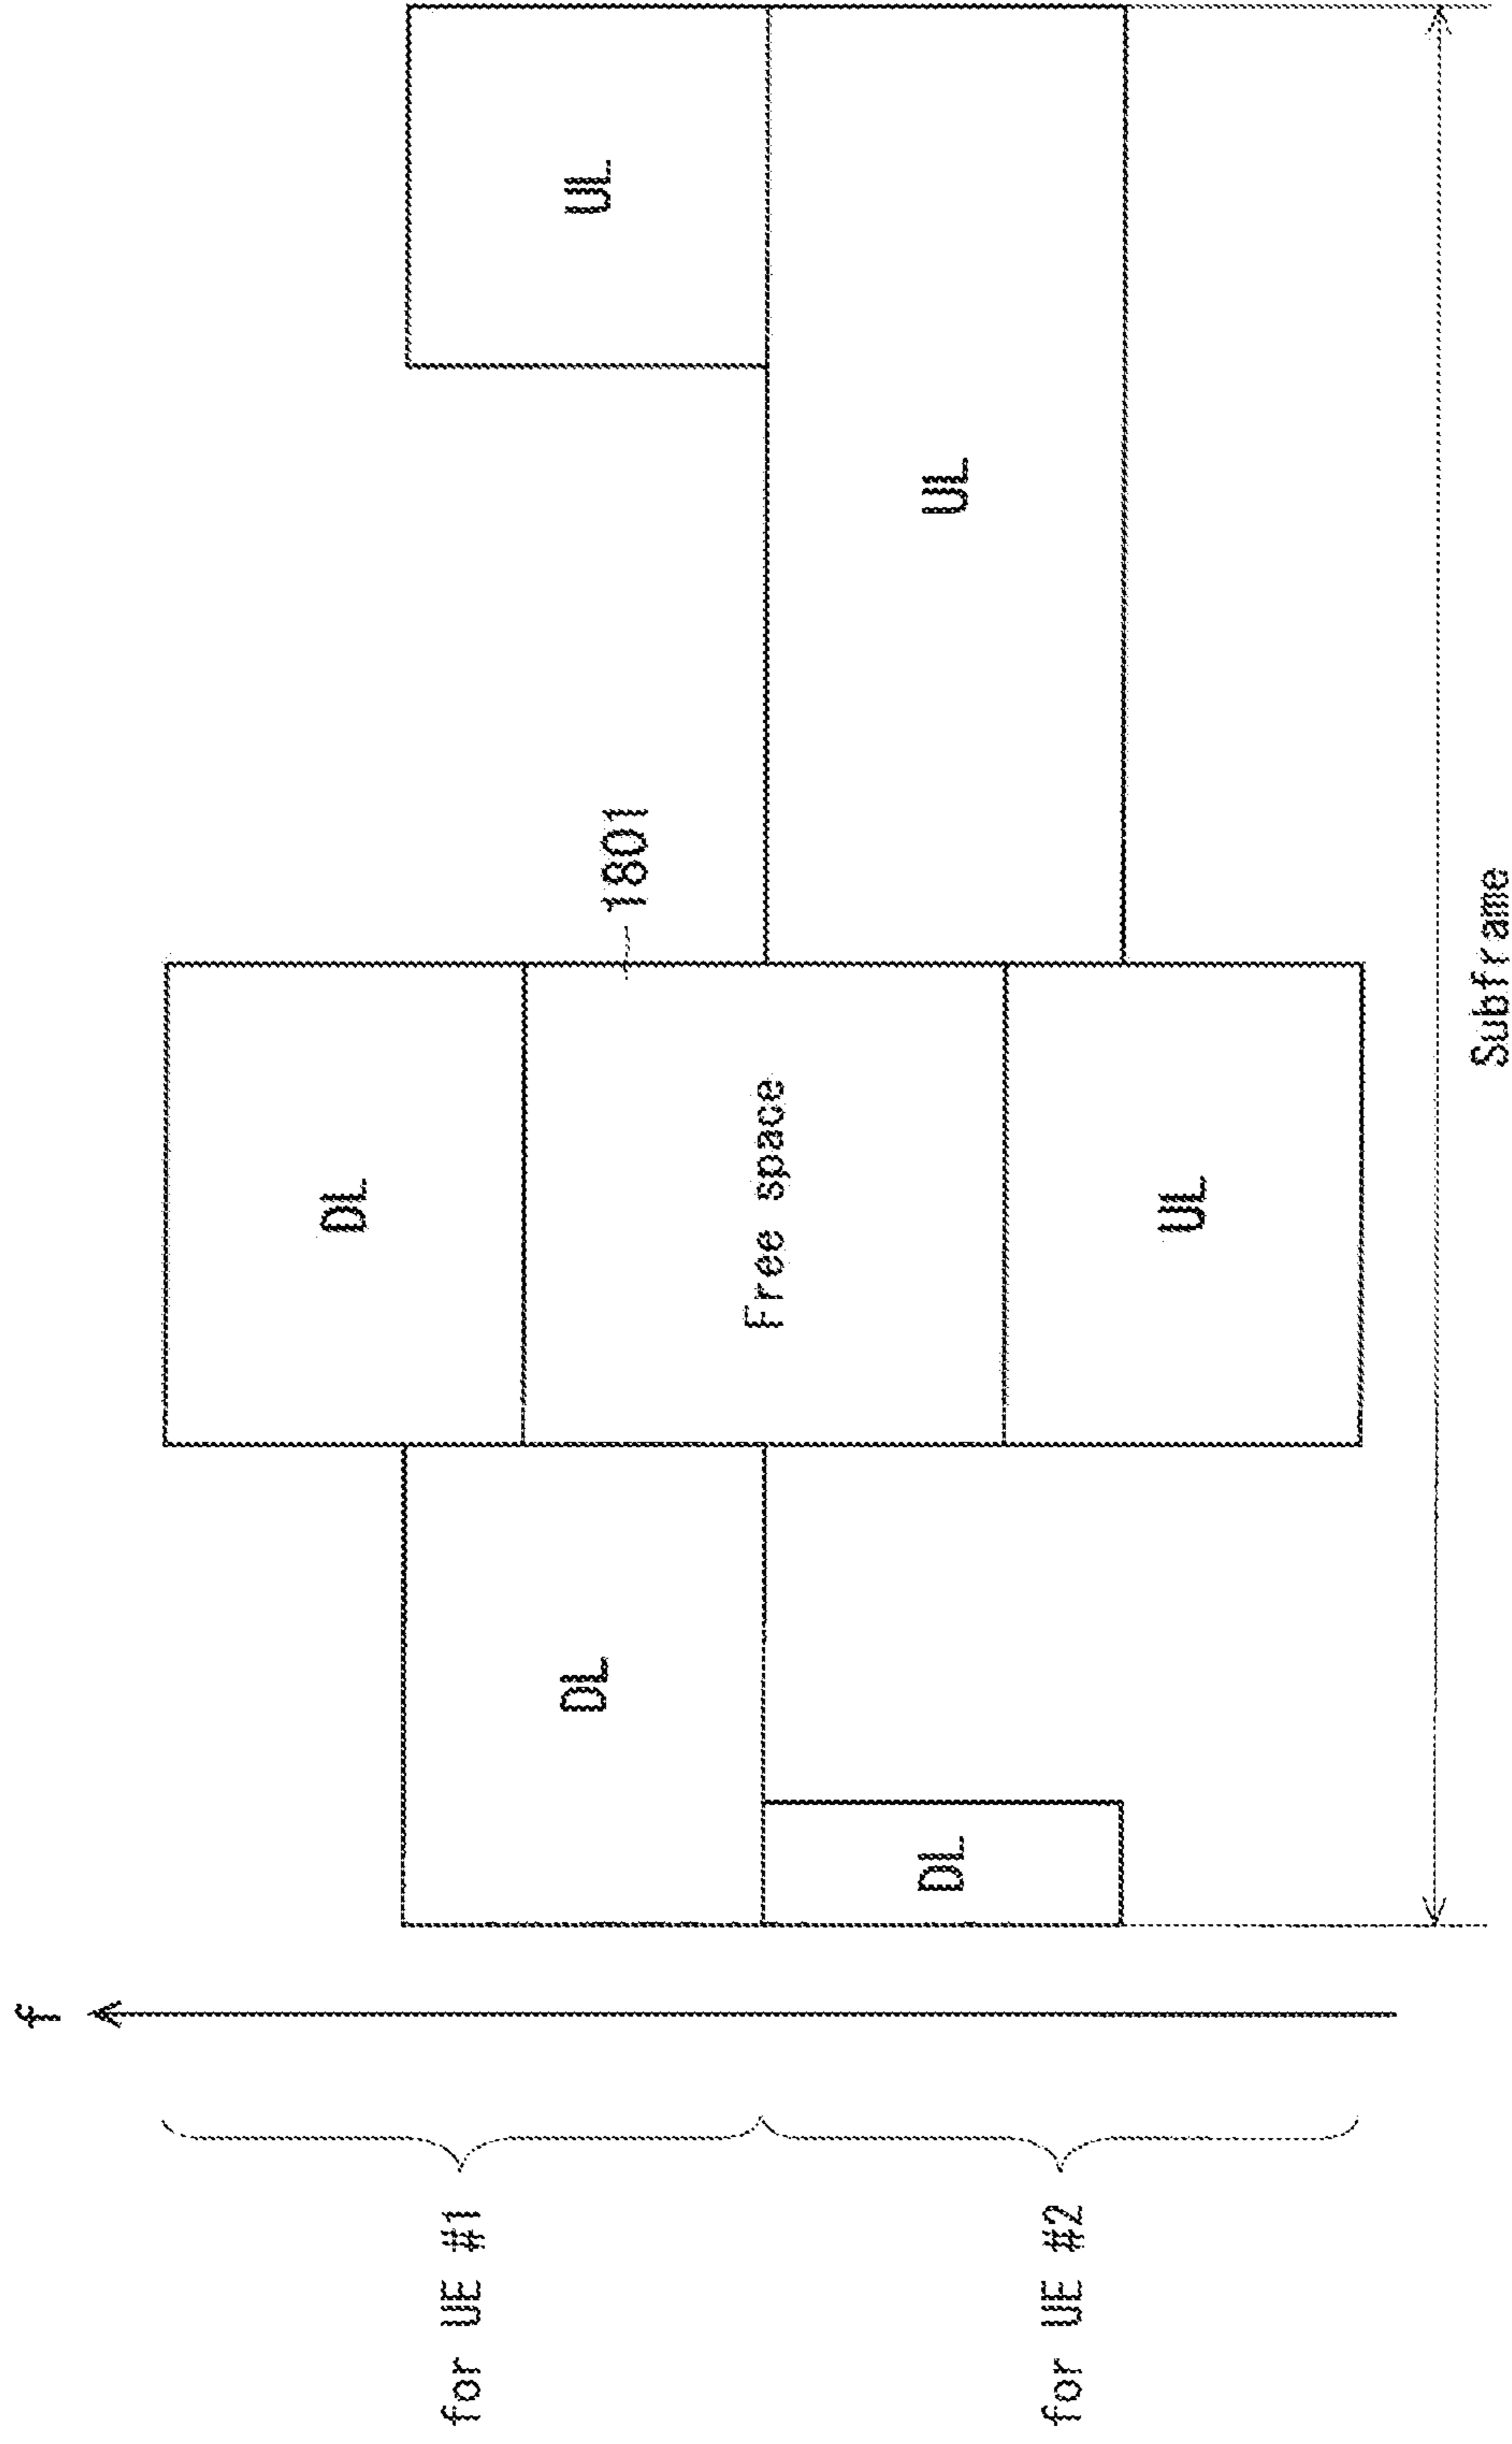 f
DL
for UE #1
DL
UL
1801
Free space
DL
UL
for UE #2
UL
Subframe